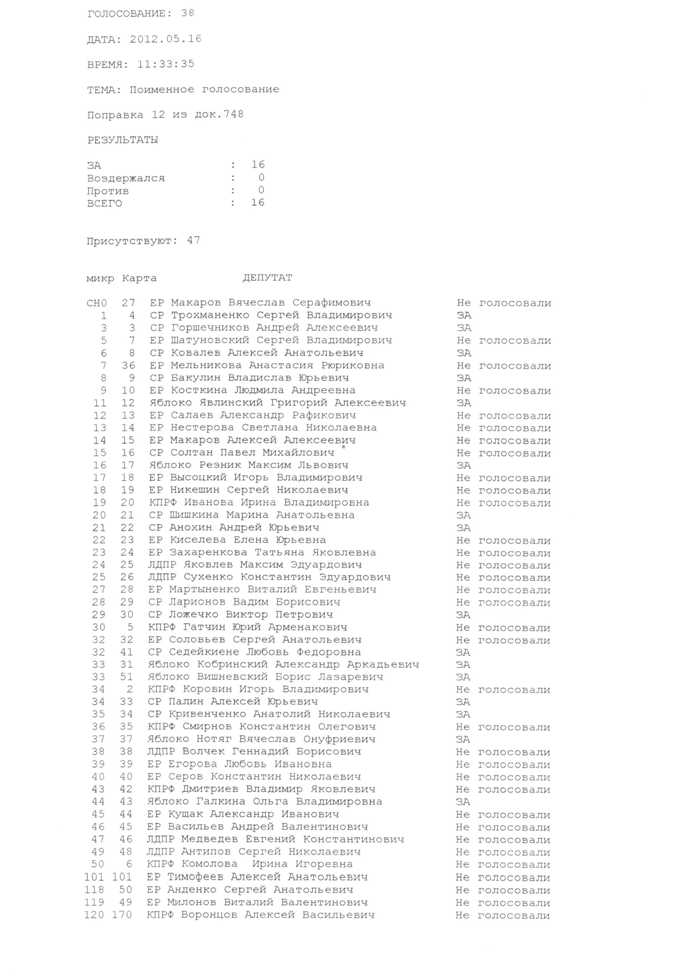 ГОЛОСОВАНИЕ: 38
ДАТА: 2012.05.16
ВРЕМЯ: 11:33:35
ТЕМА: Поименное голосование
Поправка 12 из док.748
РЕЗУЛЬТАТЫ
ЗА : 16
Воздержался : 0
Против : 0
ВСЕГО : 16
Присутствуют: 47
микр Карта ДЕПУТАТ
СН0 27 ЕР Макаров Вячеслав Серафимович Не голосовали
1 4 СР Трохманенко Сергей Владимирович ЗА
3 3 СР Горшечников Андрей Алексеевич ЗА
5 7 ЕР Шатуновский Сергей Владимирович Не голосовали
6 8 СР Ковалев Алексей Анатольевич ЗА
7 36 ЕР Мельникова Анастасия Рюриковна Не голосовали
8 9 СР Бакулин Владислав Юрьевич ЗА
9 10 ЕР Косткина Людмила Андреевна Не голосовали
11 12 Яблоко Явлинский Григорий Алексеевич ЗА
12 13 ЕР Салаев Александр Рафикович Не голосовали
13 14 ЕР Нестерова Светлана Николаевна Не голосовали
14 15 ЕР Макаров Алексей Алексеевич Не голосовали
15 16 СР Солтан Павел Михайлович Не голосовали
16 17 Яблоко Резник Максим Львович ЗА
17 18 ЕР Высоцкий Игорь Владимирович Не голосовали
18 19 ЕР Никешин Сергей Николаевич Не голосовали
19 20 КПРФ Иванова Ирина Владимировна Не голосовали
20 21 СР Шишкина Марина Анатольевна ЗА
21 22 СР Анохин Андрей Юрьевич ЗА
22 23 ЕР Киселева Елена Юрьевна Не голосовали
23 24 ЕР Захаренкова Татьяна Яковлевна Не голосовали
24 25 ЛДПР Яковлев Максим Эдуардович Не голосовали
25 26 ЛДПР Сухенко Константин Эдуардович Не голосовали
27 28 ЕР Мартыненко Виталий Евгеньевич Не голосовали
28 29 СР Ларионов Вадим Борисович Не голосовали
29 30 СР Ложечко Виктор Петрович ЗА
30 5 КПРФ Гатчин Юрий Арменакович Не голосовали
32 32 ЕР Соловьев Сергей Анатольевич Не голосовали
32 41 СР Седейкиене Любовь Федоровна ЗА
33 31 Яблоко Кобринский Александр Аркадьевич ЗА
33 51 Яблоко Вишневский Борис Лазаревич ЗА
34 2 КПРФ Коровин Игорь Владимирович Не голосовали
34 33 СР Палин Алексей Юрьевич ЗА
35 34 СР Кривенченко Анатолий Николаевич ЗА
36 35 КПРФ Смирнов Константин Олегович Не голосовали
37 37 Яблоко Нотяг Вячеслав Онуфриевич ЗА
38 38 ЛДПР Волчек Геннадий Борисович Не голосовали
39 39 ЕР Егорова Любовь Ивановна Не голосовали
40 40 ЕР Серов Константин Николаевич Не голосовали
43 42 КПРФ Дмитриев Владимир Яковлевич Не голосовали
44 43 Яблоко Галкина Ольга Владимировна ЗА
45 44 ЕР Кущак Александр Иванович Не голосовали
46 45 ЕР Васильев Андрей Валентинович Не голосовали
47 46 ЛДПР Медведев Евгений Константинович Не голосовали
49 48 ЛДПР Антипов Сергей Николаевич Не голосовали
50 6 КПРФ Комолова Ирина Игоревна Не голосовали
101 101 ЕР Тимофеев Алексей Анатольевич Не голосовали
118 50 ЕР Анденко Сергей Анатольевич Не голосовали
119 49 ЕР Милонов Виталий Валентинович Не голосовали
120 170 КПРФ Воронцов Алексей Васильевич Не голосовали